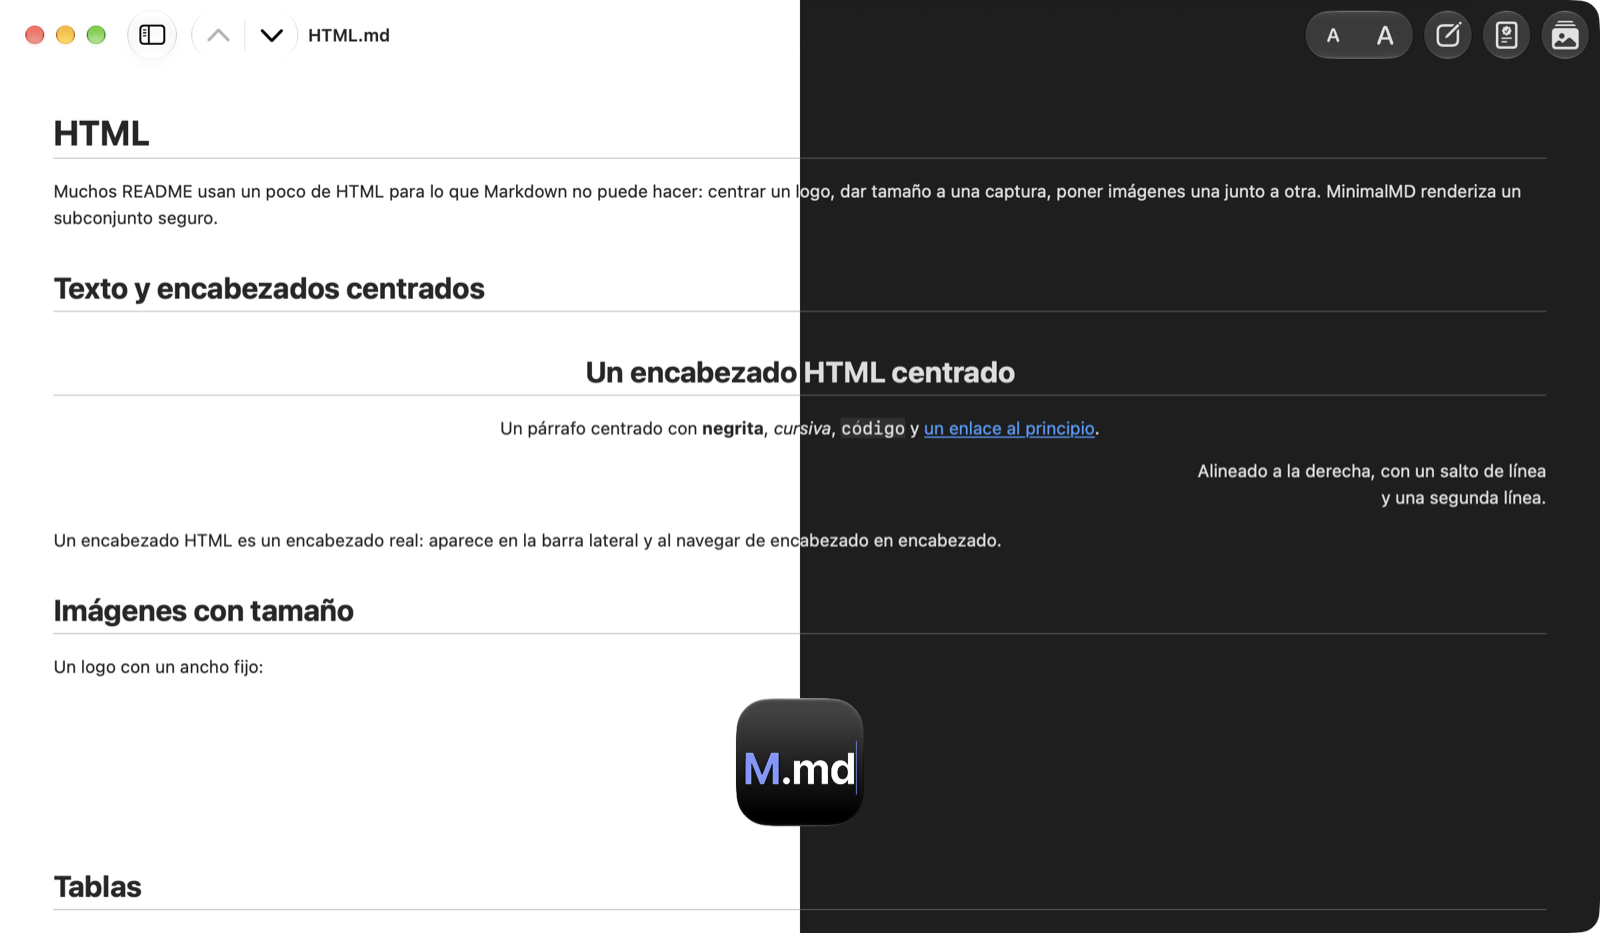 HTML.md
A A
HTML
Muchos README usan un poco de HTML para lo que Markdown no puede hacer: centrar un logo, dar tamaño a una captura, poner imágenes una junto a otra. MinimalMD renderiza un
subconjunto seguro.
Texto y encabezados centrados
Un encabezado HTML centrado
Un párrafo centrado con negrita, cursiva, código y un enlace al principio.
Alineado a la derecha, con un salto de línea
y una segunda línea.
Un encabezado HTML es un encabezado real: aparece en la barra lateral y al navegar de encabezado en encabezado.
Imágenes con tamaño
Un logo con un ancho fijo:
M.md
Tablas